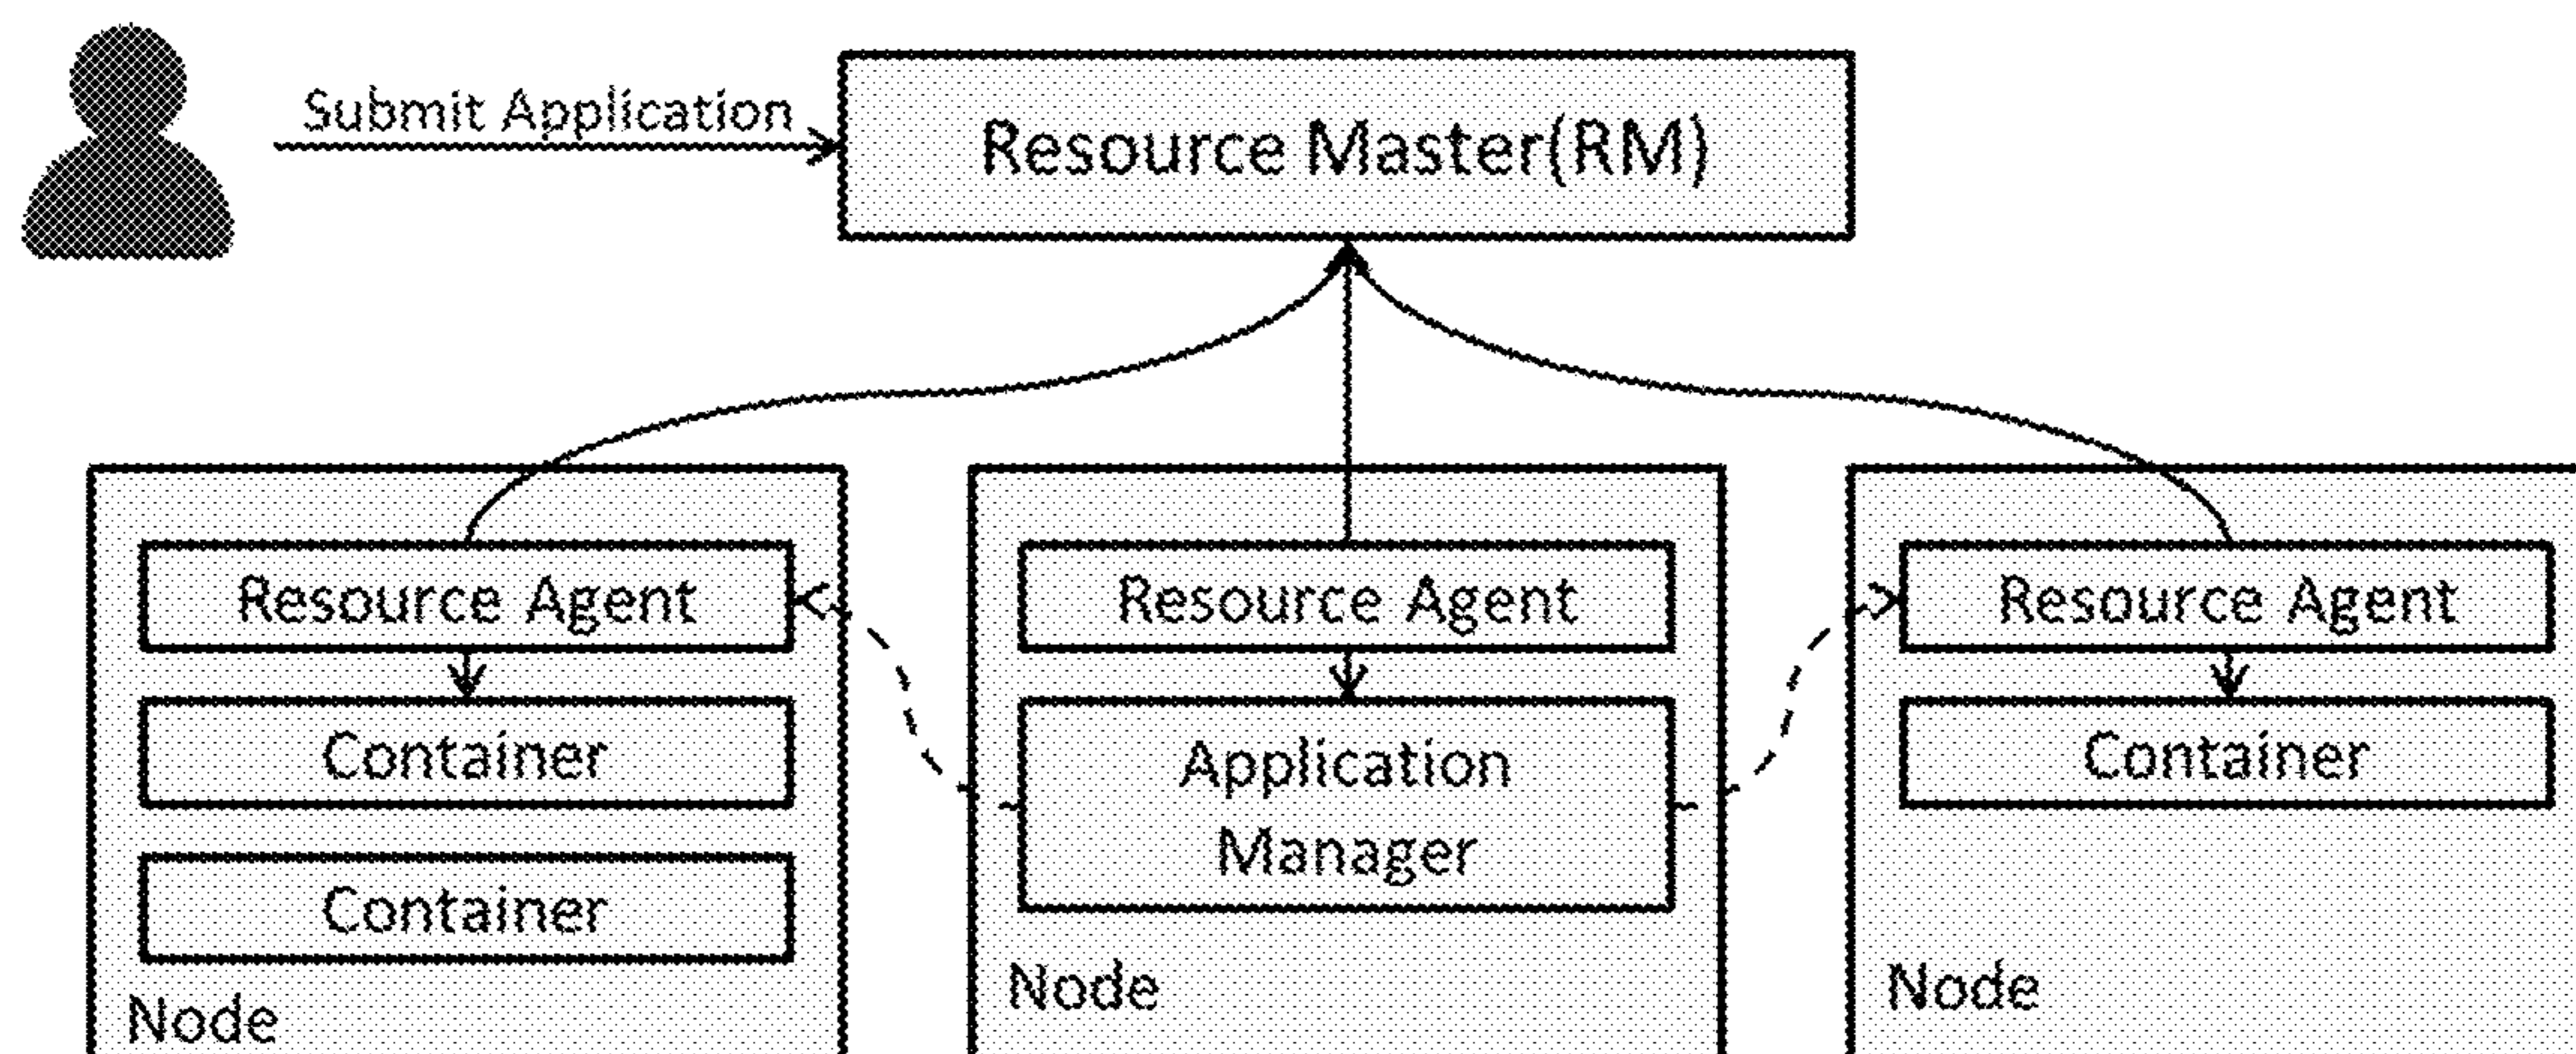 Submit Application
Resource Master(RM)
Resource Agent
Container
Container
Node
Resource Agent
Application
Manager
Node
Resource Agent
Container
Node